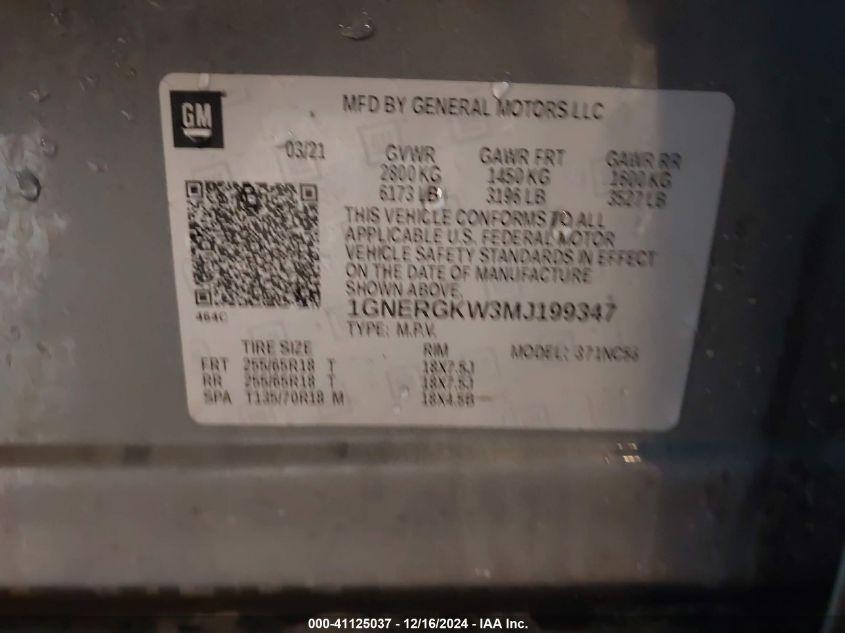 GM
MFD BY GENERAL MOTORS LLC
03/21
GVWR GAWR FRT GAWR RR
2800 KG 1450 KG 1600 KG
6173 LB 3196 LB 3527 LB
THIS VEHICLE CONFORMS TO ALL
APPLICABLE U.S. FEDERAL MOTOR
VEHICLE SAFETY STANDARDS IN EFFECT
ON THE DATE OF MANUFACTURE
SHOWN ABOVE.
464C
1GNERGKW3MJ199347
TYPE: M.P.V.
TIRE SIZE RIM MODEL:
FRT 255/65R18 T 18X7.5J
RR 255/65R18 T 18X7.5J
SPA T135/70R18 M 18X4.5B
000-41125037 - 12/16/2024 - IAA Inc.